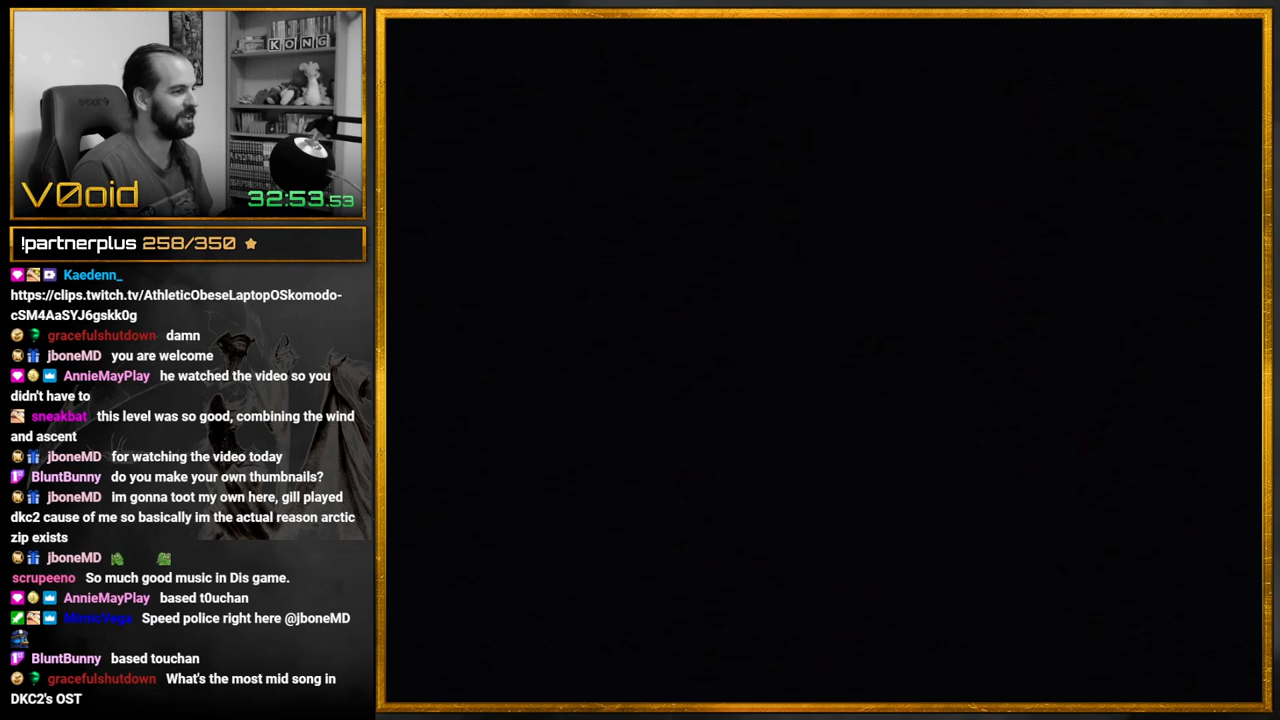 KONG
VØoid
32:53.53
!partnerplus 258/350
Kaedenn_
https://clips.twitch.tv/AthleticObeseLaptopOSkomodo-
cSM4AaSYJ6gskk0g
gracefulshutdown damn
jboneMD you are welcome
AnnieMayPlay he watched the video so you
didn't have to
sneakbat this level was so good, combining the wind
and ascent
jboneMD for watching the video today
BluntBunny do you make your own thumbnails?
jboneMD Im gonna toot my own here, gill played
dkc2 cause of me so basically im the actual reason arctic
zip exists
jboneMD
scrupeeno So much good music in Dis game.
AnnieMayPlay based t0uchan
MimicVega Speed police right here @jboneMD
BluntBunny based touchan
gracefulshutdown What's the most mid song in
DKC2's OST